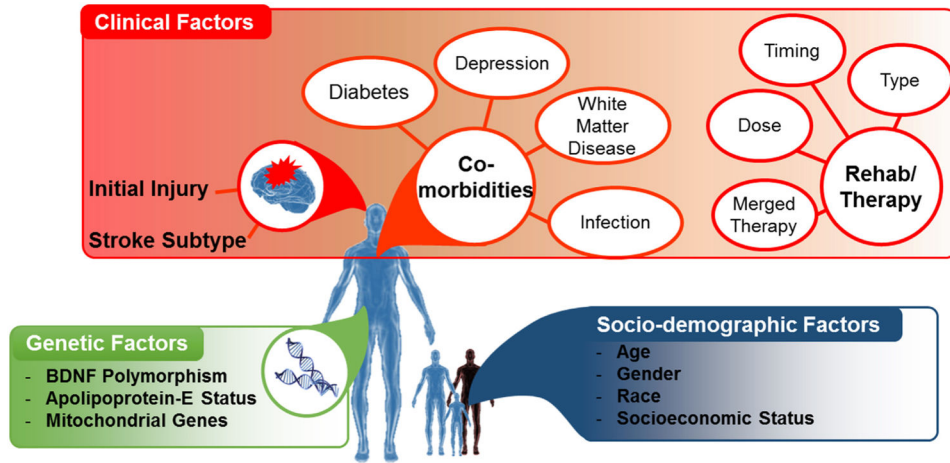 Clinical Factors
Initial Injury
Stroke Subtype
Diabetes
Depression
White
Matter
Disease
Infection
Co-
morbidities
Timing
Type
Dose
Merged
Therapy
Rehab/
Therapy
Genetic Factors
- BDNF Polymorphism
- Apolipoprotein-E Status
- Mitochondrial Genes
Socio-demographic Factors
- Age
- Gender
- Race
- Socioeconomic Status